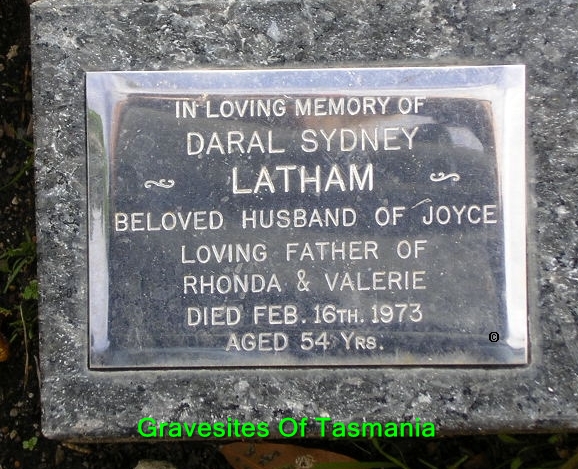 IN LOVING MEMORY OF
DARAL SYDNEY
LATHAM
BELOVED HUSBAND OF JOYCE
LOVING FATHER OF
RHONDA & VALERIE
DIED FEB. 16TH. 1973
AGED 54 YRS.
©
Gravesites Of Tasmania